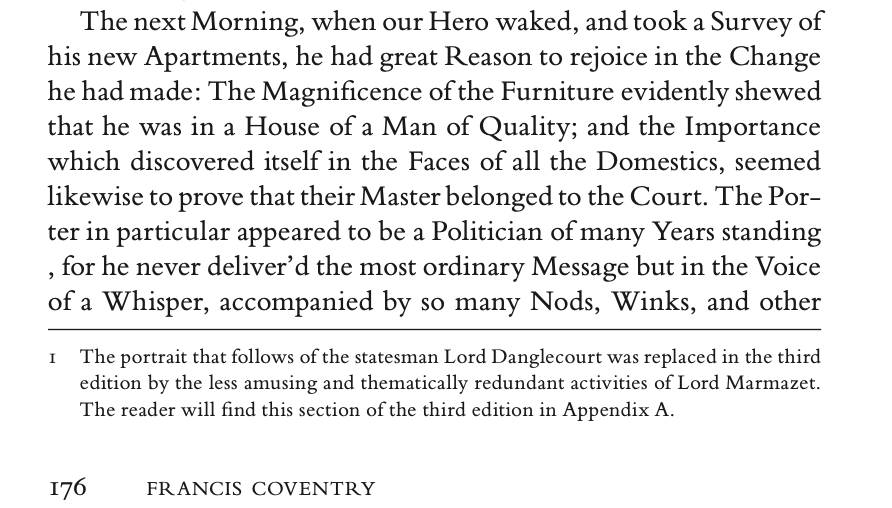 The next Morning, when our Hero waked, and took a Survey of
his new Apartments, he had great Reason to rejoice in the Change
he had made: The Magnificence of the Furniture evidently shewed
that he was in a House of a Man of Quality; and the Importance
which discovered itself in the Faces of all the Domestics, seemed
likewise to prove that their Master belonged to the Court. The Por-
ter in particular appeared to be a Politician of many Years standing
, for he never deliver’d the most ordinary Message but in the Voice
of a Whisper, accompanied by so many Nods, Winks, and other
1 The portrait that follows of the statesman Lord Danglecourt was replaced in the third
edition by the less amusing and thematically redundant activities of Lord Marmazet.
The reader will find this section of the third edition in Appendix A.
176 FRANCIS COVENTRY